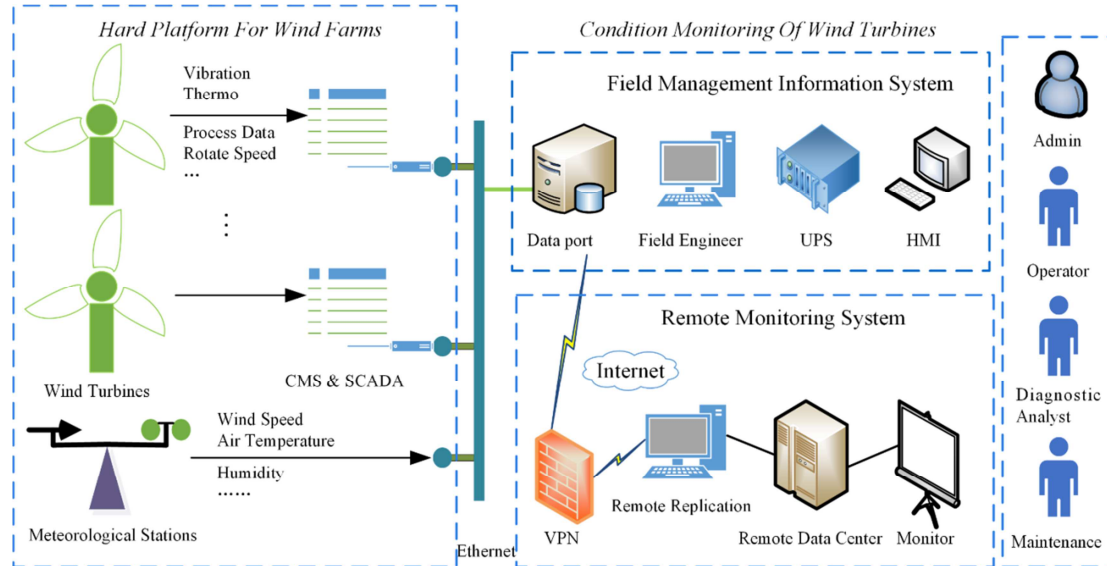 Hard Platform For Wind Farms
Vibration
Thermo
Process Data
Rotate Speed
...
Wind Turbines
CMS & SCADA
Wind Speed
Air Temperature
Humidity
......
Meteorological Stations
Ethernet
Condition Monitoring Of Wind Turbines
Field Management Information System
Data port
Field Engineer
UPS
HMI
Remote Monitoring System
Internet
VPN
Remote Replication
Remote Data Center
Monitor
Admin
Operator
Diagnostic
Analyst
Maintenance